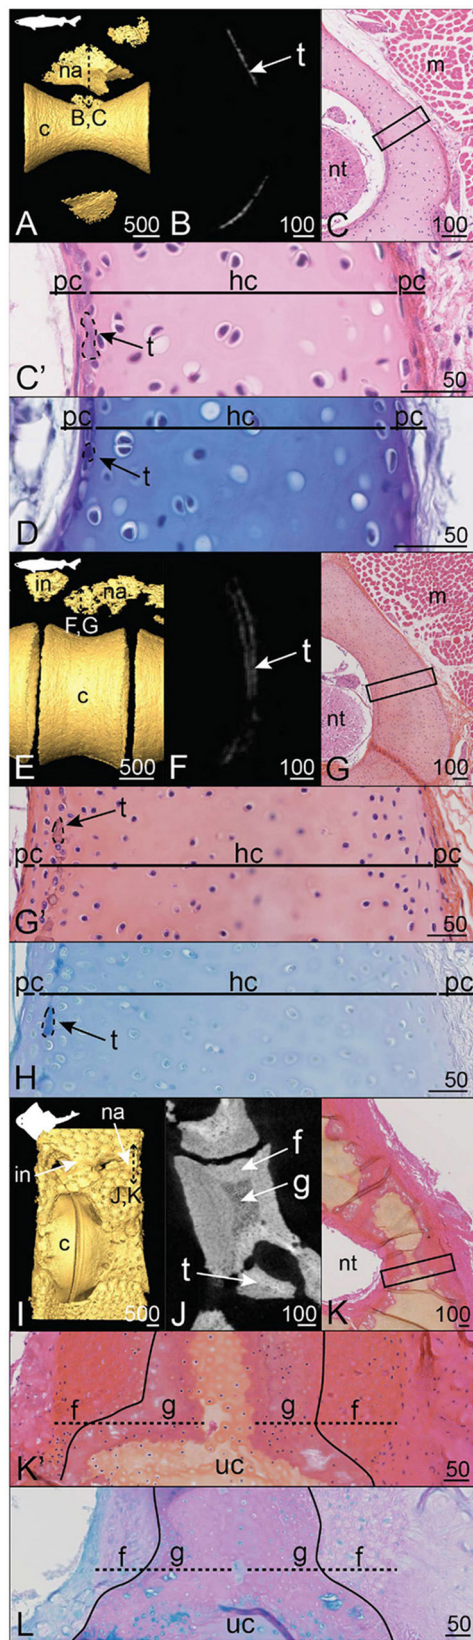 na
c
B,C
A
500
t
B
100
m
nt
C
100
pc
hc
pc
t
C'
50
pc
hc
pc
t
D
50
in
na
F,G
c
E
500
t
F
100
m
nt
G
100
t
pc
hc
pc
G'
50
pc
hc
pc
t
H
50
na
in
J,K
c
I
500
f
g
t
J
100
nt
K
100
f
g
g
f
uc
K'
50
f
g
g
f
uc
L
50